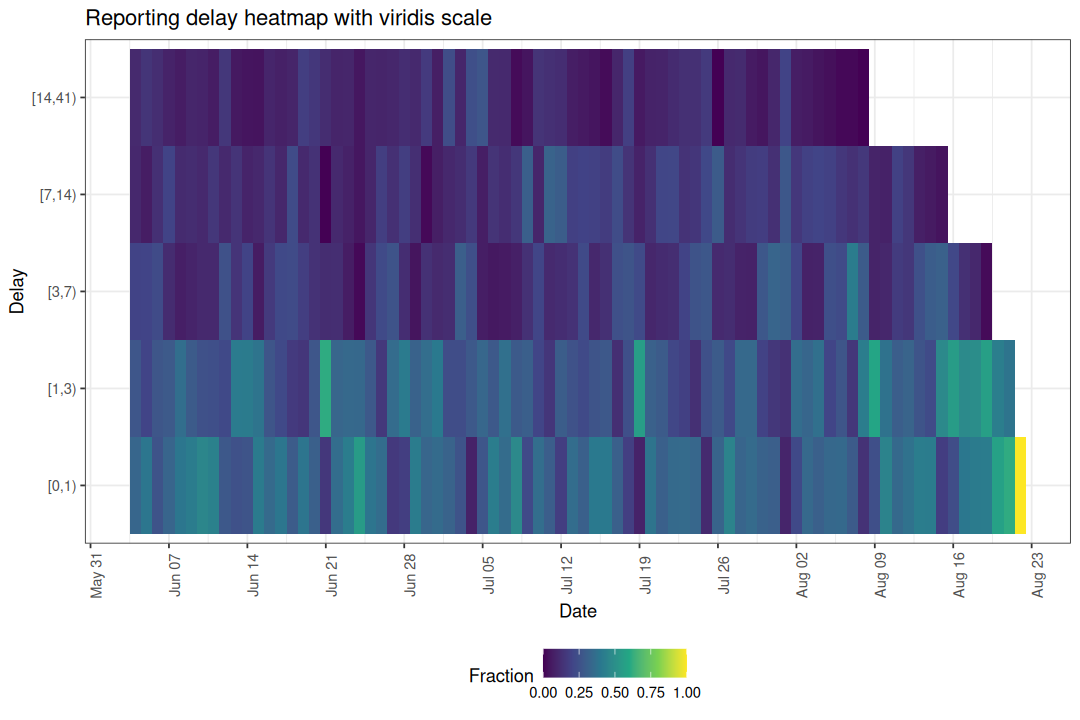 Reporting delay heatmap with viridis scale
Delay
[14,41)
[7,14)
[3,7)
[1,3)
[0,1)
May 31
Jun 07
Jun 14
Jun 21
Jun 28
Jul 05
Jul 12
Jul 19
Jul 26
Aug 02
Aug 09
Aug 16
Aug 23
Date
Fraction
0.00 0.25 0.50 0.75 1.00